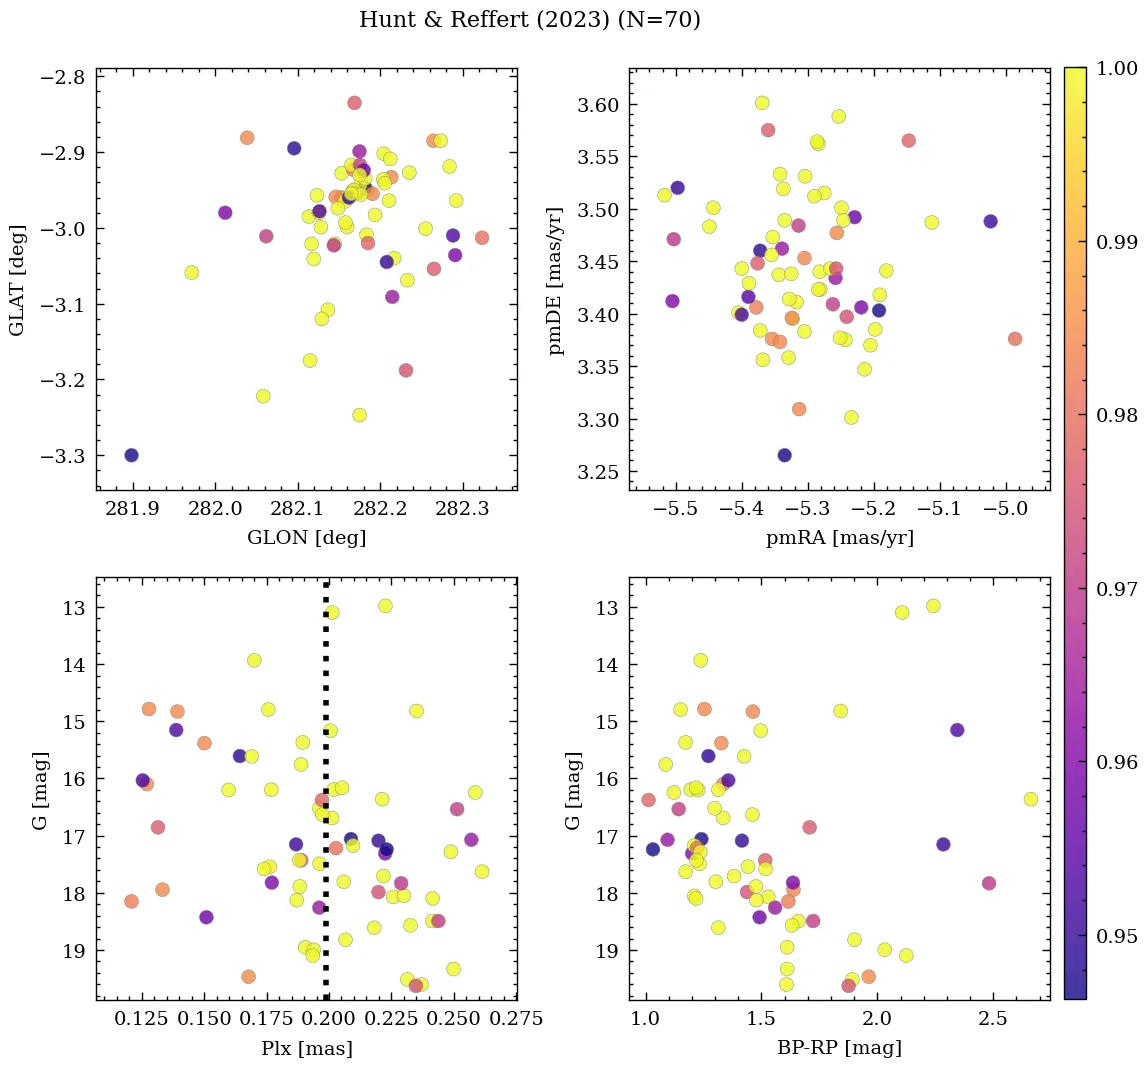 Hunt & Reffert (2023) (N=70)
−2.8
−2.9
−3.0
−3.1
−3.2
−3.3
GLAT [deg]
281.9 282.0 282.1 282.2 282.3
GLON [deg]
3.60
3.55
3.50
3.45
3.40
3.35
3.30
3.25
pmDE [mas/yr]
−5.5 −5.4 −5.3 −5.2 −5.1 −5.0
pmRA [mas/yr]
1.00
0.99
0.98
0.97
0.96
0.95
13
14
15
16
17
18
19
G [mag]
0.125 0.150 0.175 0.200 0.225 0.250 0.275
Plx [mas]
13
14
15
16
17
18
19
G [mag]
1.0 1.5 2.0 2.5
BP-RP [mag]